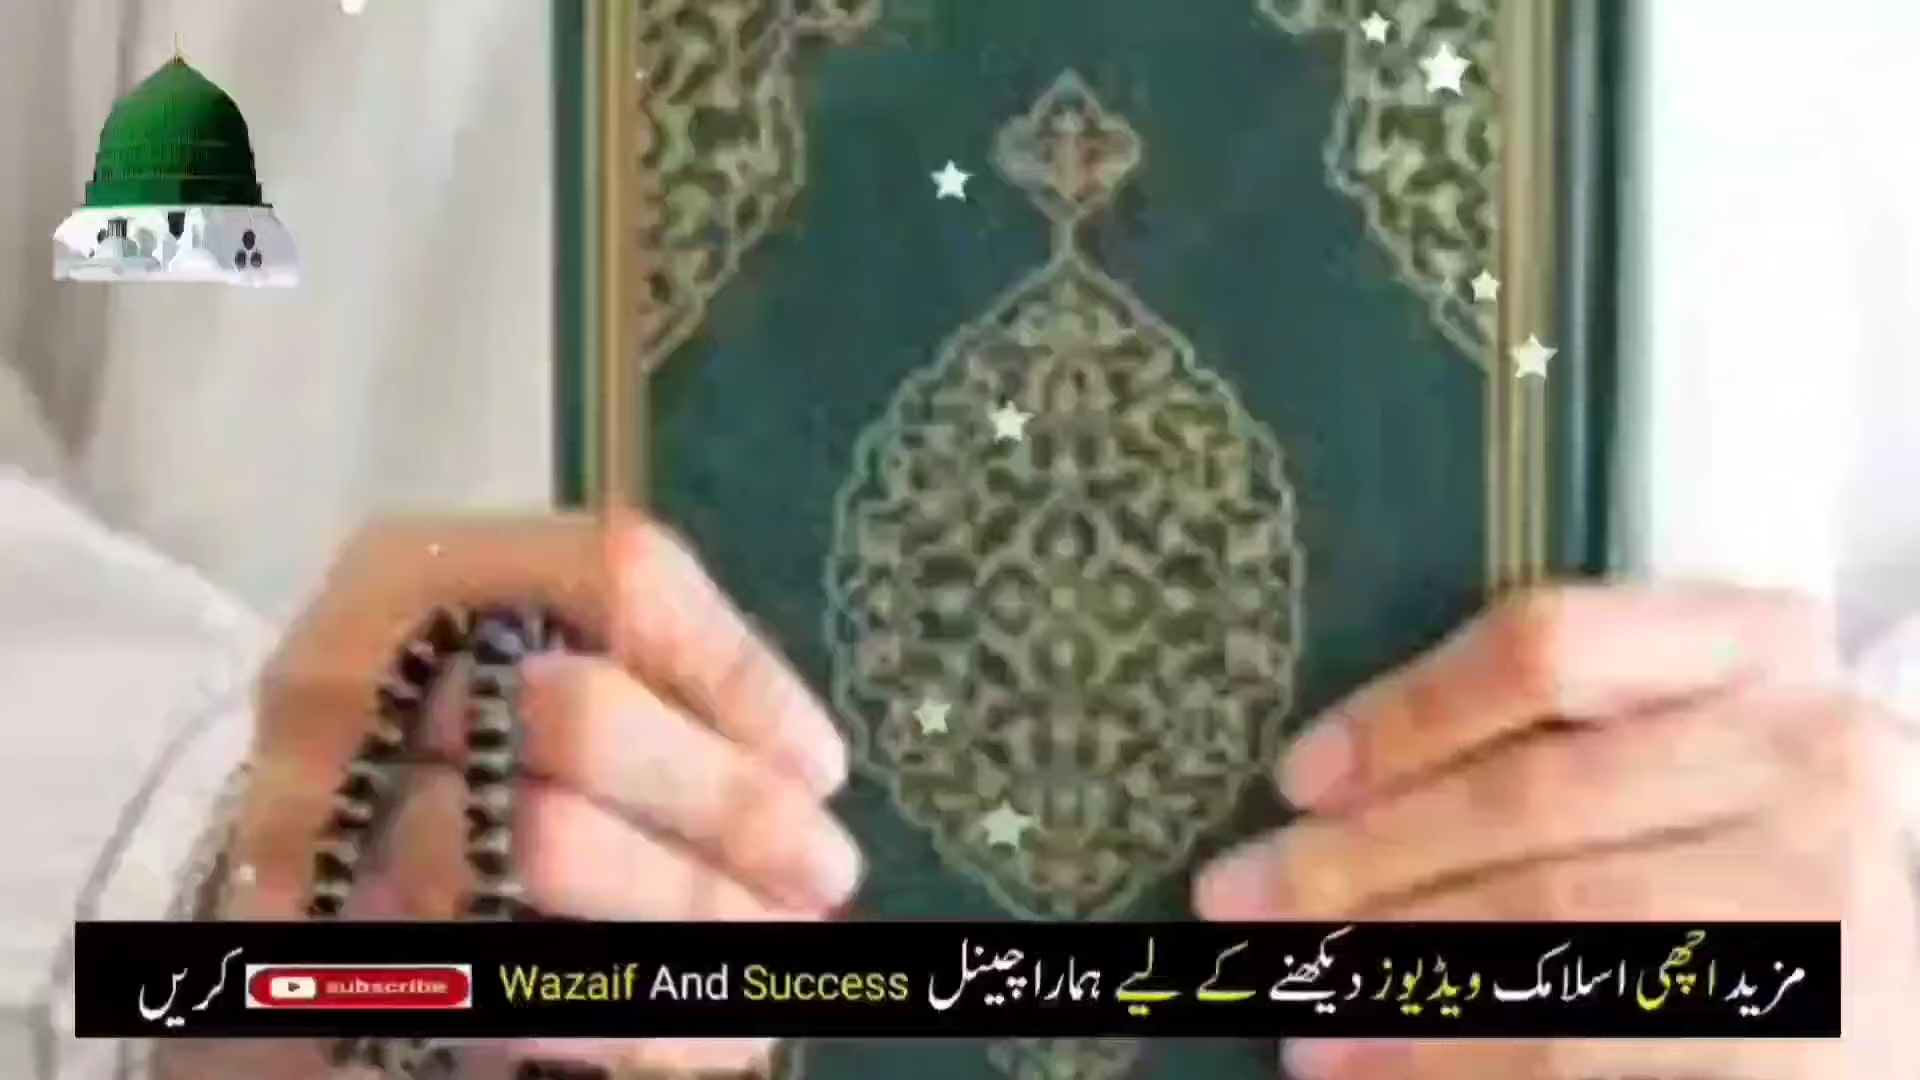 مزید اچھی اسلامک ویڈیوز دیکھنے کے لیے ہمارا چینل Wazaif And Success subscribe کریں